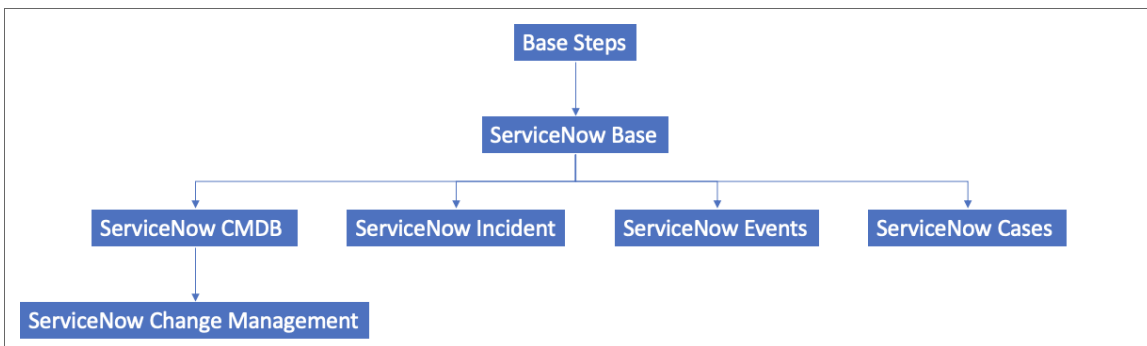 Base Steps
ServiceNow Base
ServiceNow CMDB
ServiceNow Incident
ServiceNow Events
ServiceNow Cases
ServiceNow Change Management